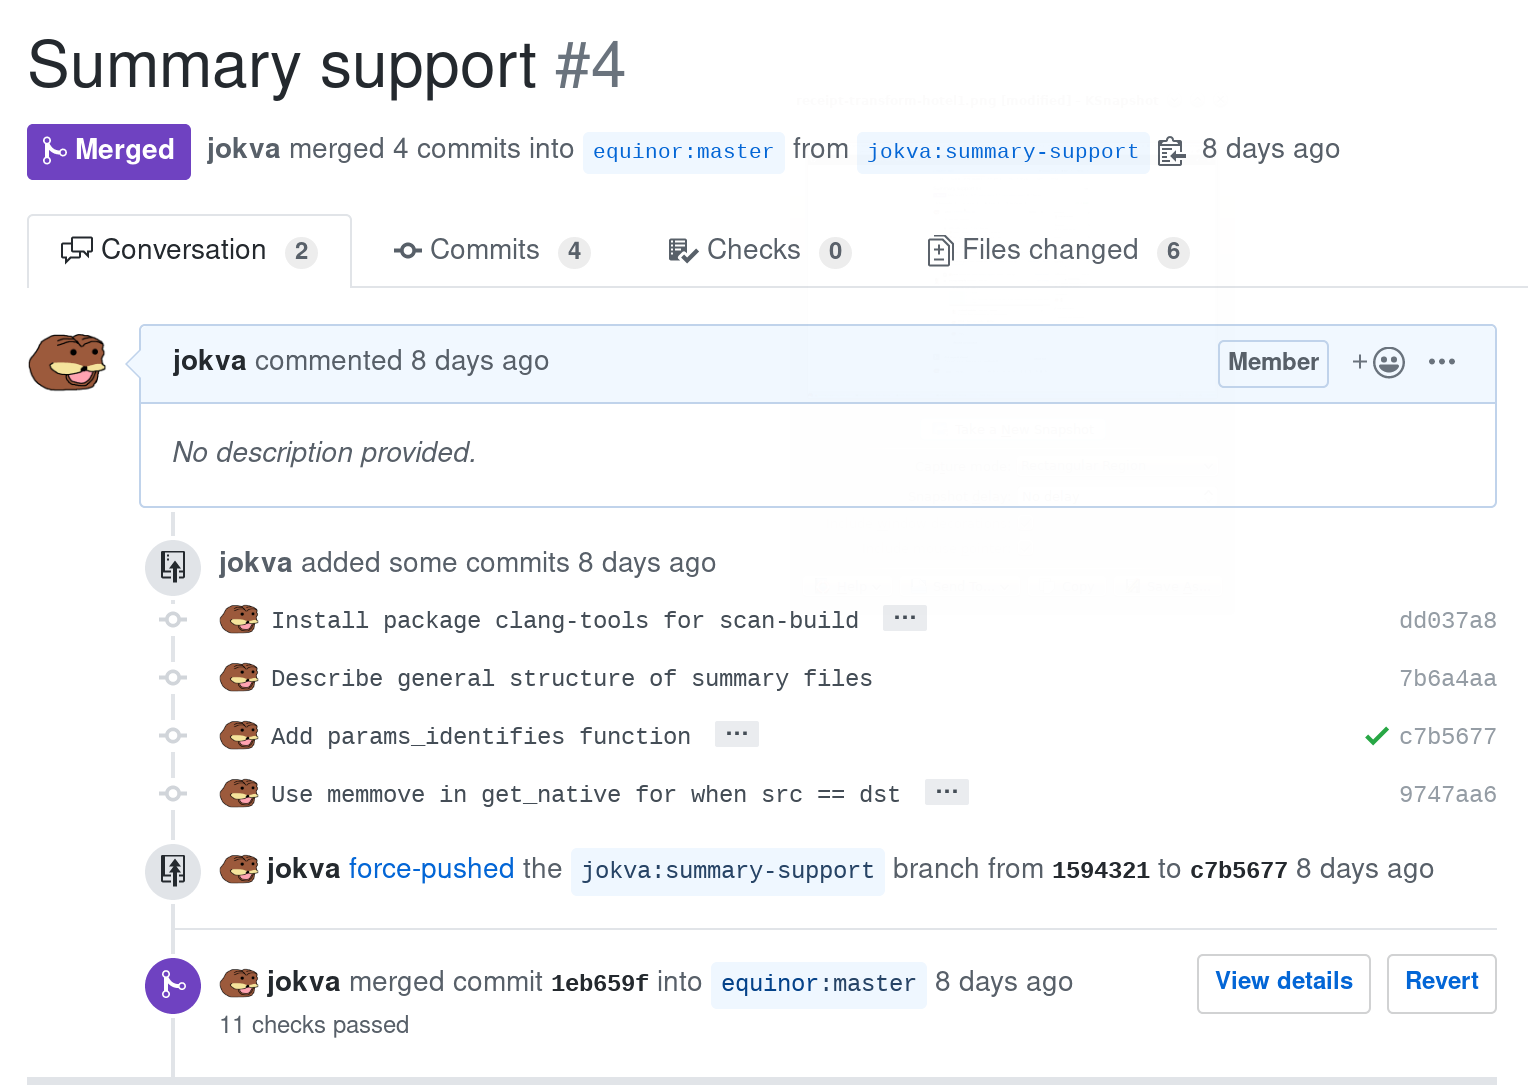 Summary support #4
Merged jokva merged 4 commits into equinor:master from jokva:summary-support 8 days ago
Conversation 2 Commits 4 Checks 0 Files changed 6
jokva commented 8 days ago Member + ...
No description provided.
jokva added some commits 8 days ago
Install package clang-tools for scan-build ... dd037a8
Describe general structure of summary files 7b6a4aa
Add params_identifies function ... c7b5677
Use memmove in get_native for when src == dst ... 9747aa6
jokva force-pushed the jokva:summary-support branch from 1594321 to c7b5677 8 days ago
jokva merged commit 1eb659f into equinor:master 8 days ago View details Revert
11 checks passed